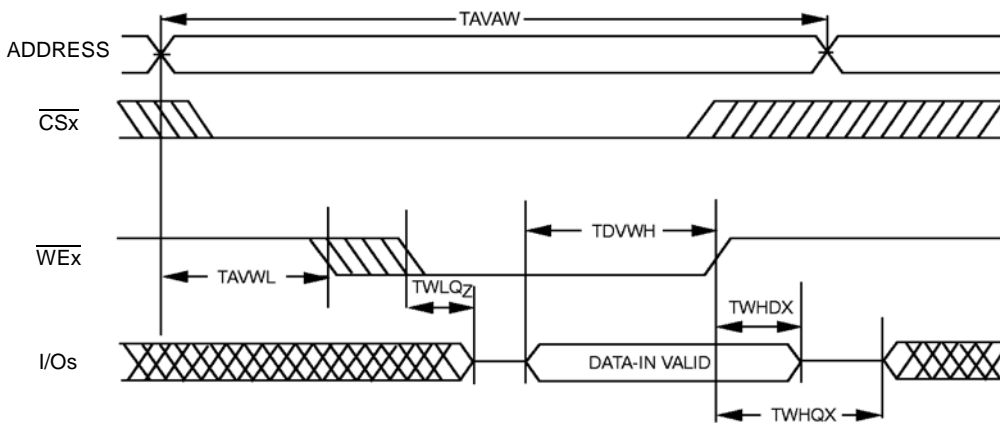 TAVAW
ADDRESS
CSx
TDVWH
WEx
TAVWL
TWLQZ
TWHDX
I/Os
DATA-IN VALID
TWHQX